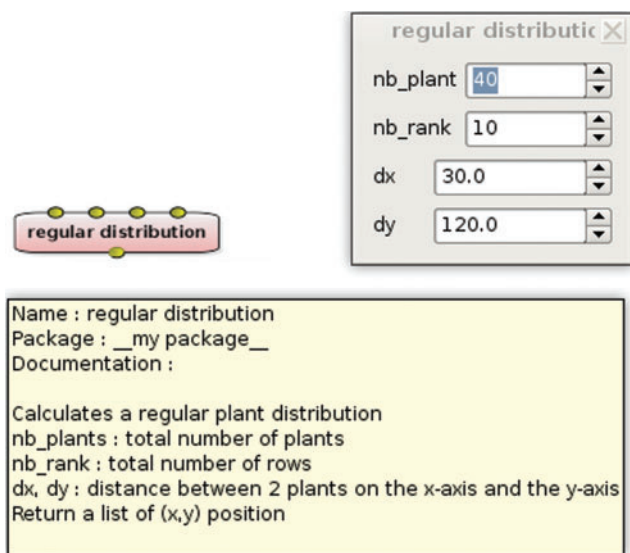 regular distributic
nb_plant 40
nb_rank 10
dx 30.0
dy 120.0
regular distribution
Name : regular distribution
Package : __my package__
Documentation :
Calculates a regular plant distribution
nb_plants : total number of plants
nb_rank : total number of rows
dx, dy : distance between 2 plants on the x-axis and the y-axis
Return a list of (x,y) position